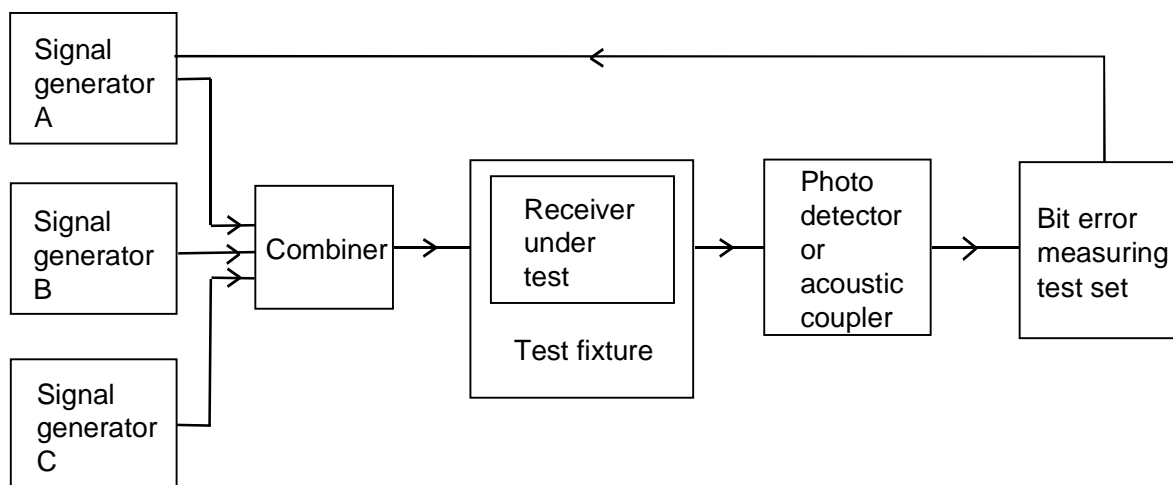 Signal
generator
A
Signal
generator
B
Signal
generator
C
Combiner
Receiver
under
test
Test fixture
Photo
detector
or
acoustic
coupler
Bit error
measuring
test set